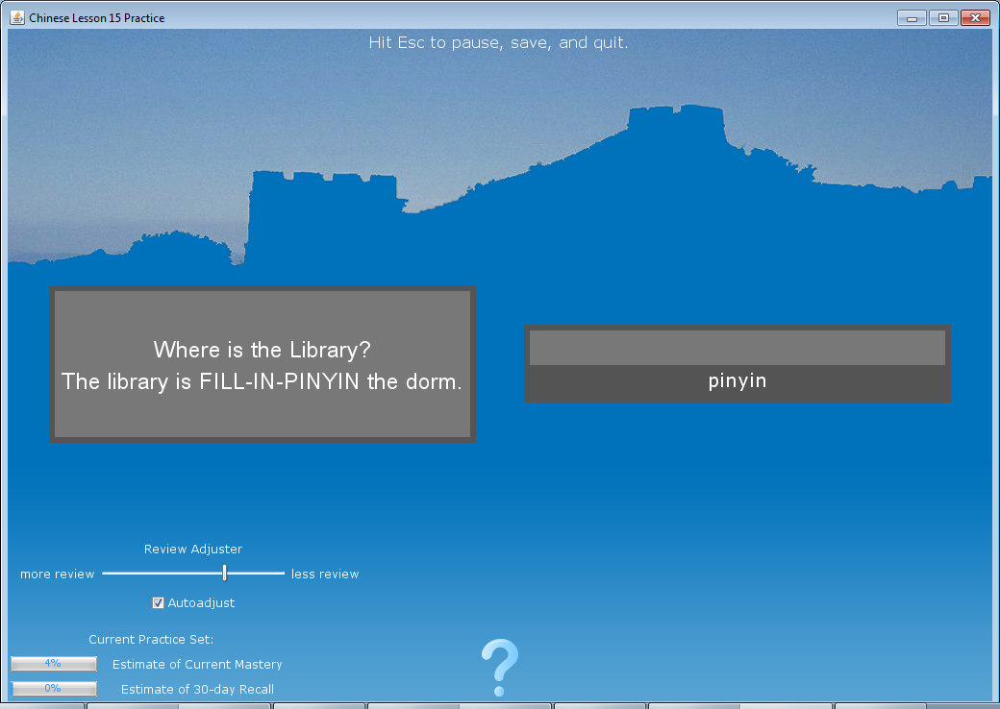 Chinese Lesson 15 Practice
Hit Esc to pause, save, and quit.
Where is the Library?
The library is FILL-IN-PINYIN the dorm.
pinyin
Review Adjuster
more review less review
Autoadjust
Current Practice Set:
4% Estimate of Current Mastery
0% Estimate of 30-day Recall